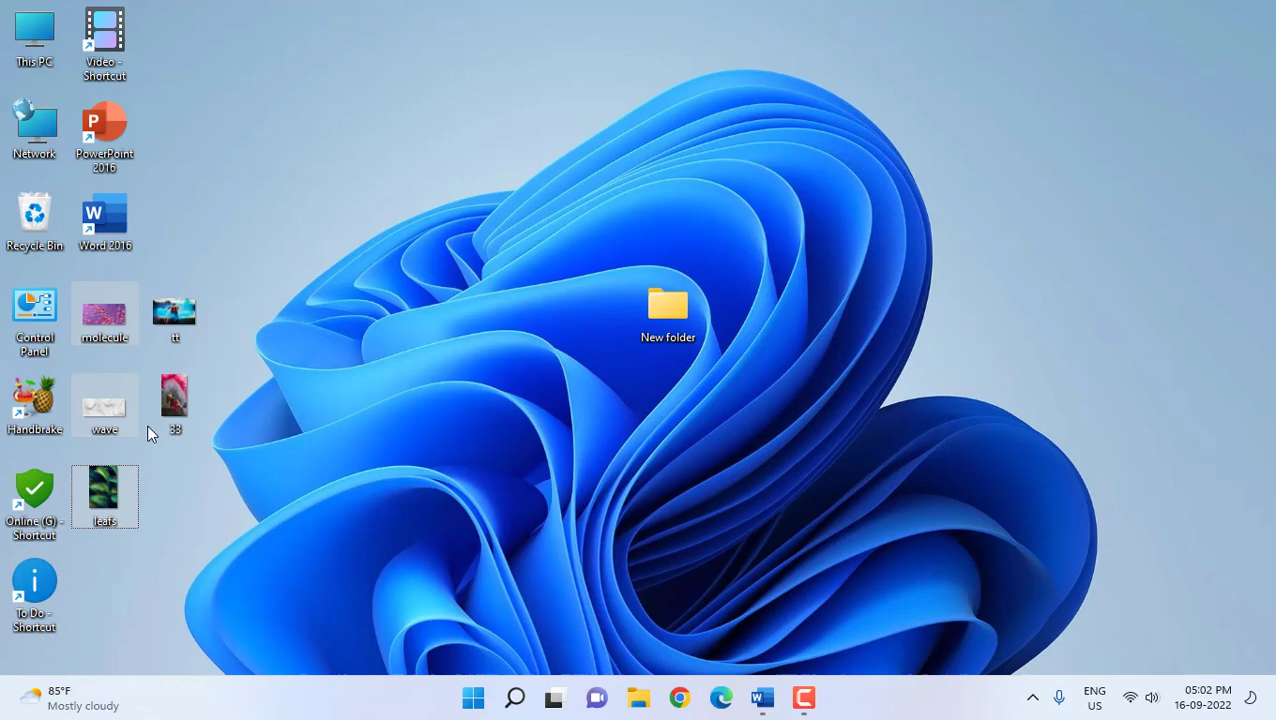 This PC
Video -
Shortcut
Network
PowerPoint
2016
Recycle Bin
Word 2016
Control
Panel
molecule
tt
New folder
Handbrake
wave
33
Online (G) -
Shortcut
leafs
To Do -
Shortcut
85°F
Mostly cloudy
ENG
US
05:02 PM
16-09-2022